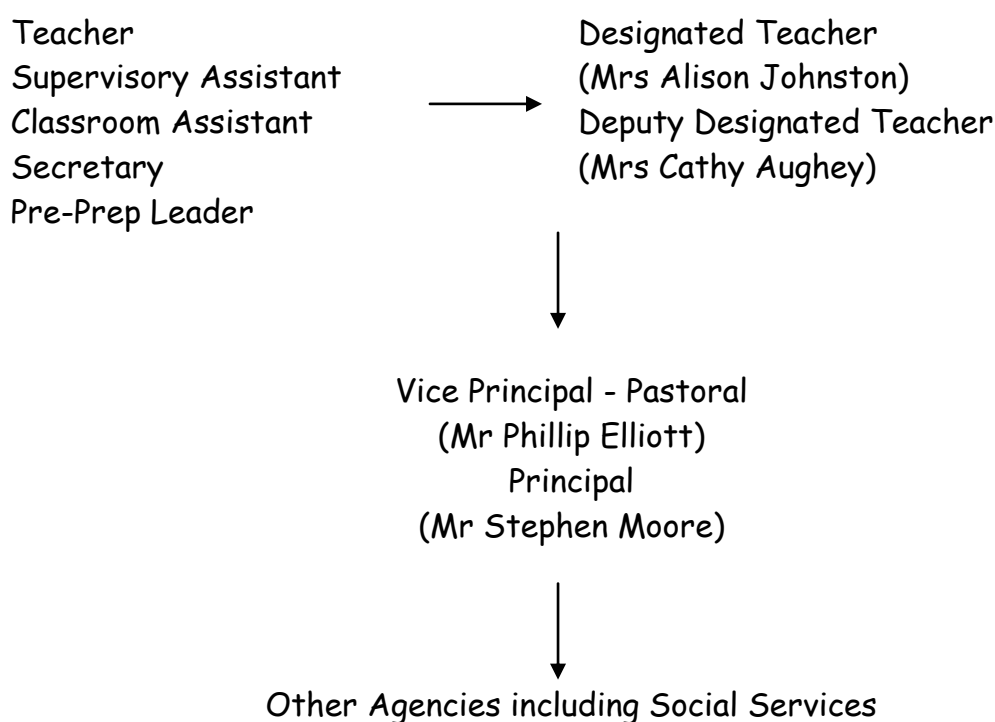 Teacher
Supervisory Assistant
Classroom Assistant
Secretary
Pre-Prep Leader
Designated Teacher
(Mrs Alison Johnston)
Deputy Designated Teacher
(Mrs Cathy Aughey)
Vice Principal - Pastoral
(Mr Phillip Elliott)
Principal
(Mr Stephen Moore)
Other Agencies including Social Services